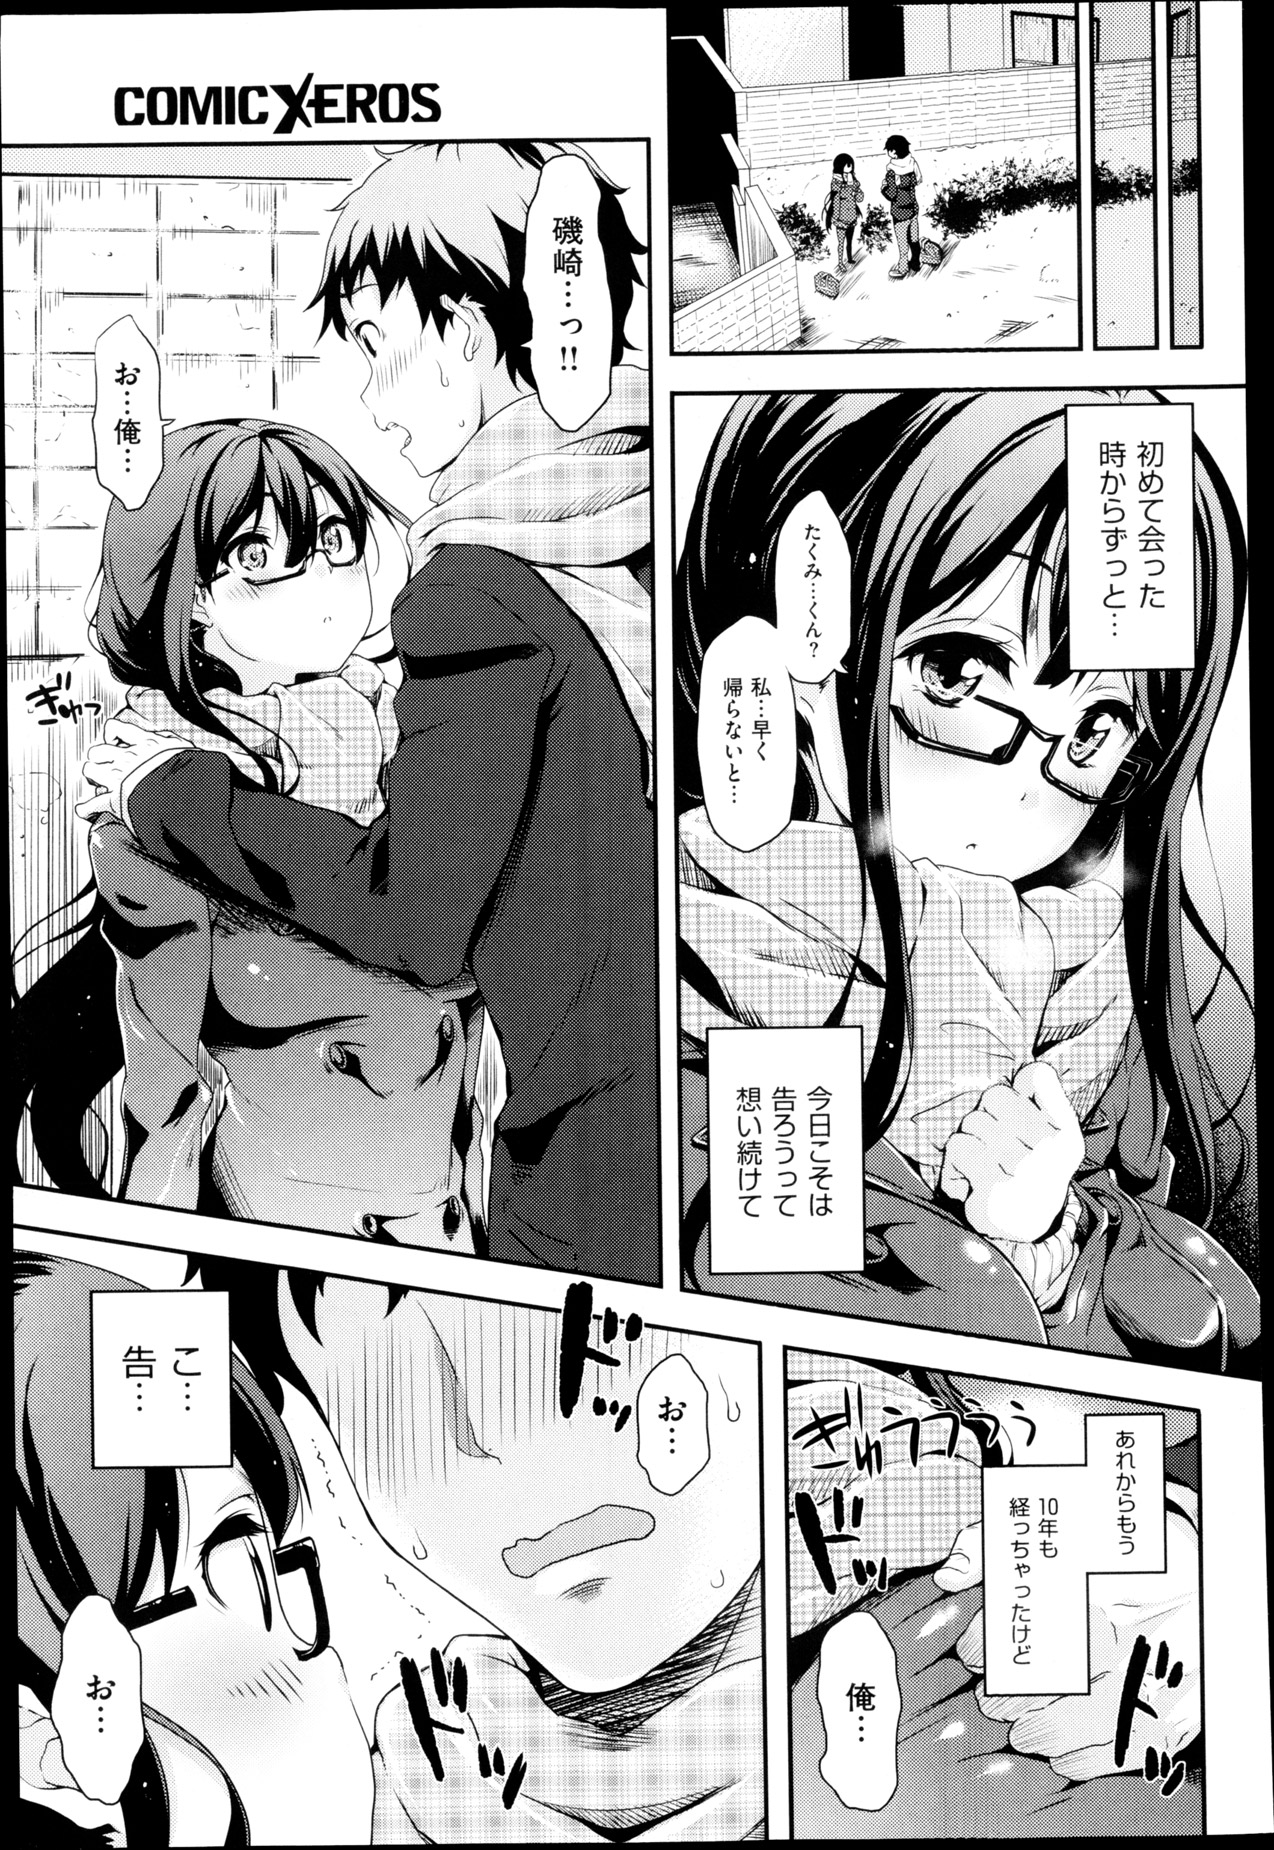 COMIC XEROS
初めて会った
時からずっと…
たくみ…くん?
私…早く
帰らないと…
今日こそは
告ろうって
想い続けて
磯崎…っ!!
お…俺…
ぎゅっ
あれからもう
10年も
経っちゃったけど
ぎゅうううう
ドッ
ドッ
俺…
ドッ
お…
こ…
告…
ドッ
お…